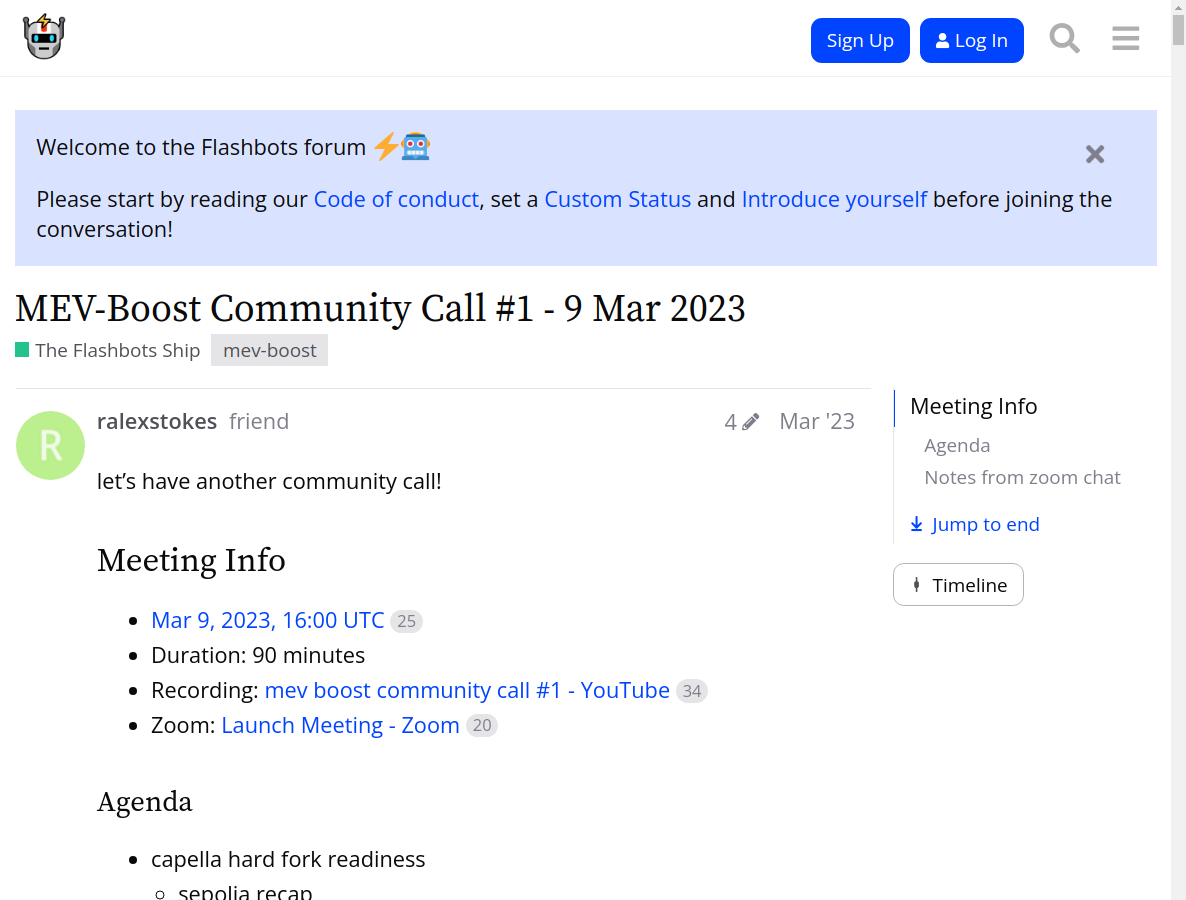 Sign Up
Log In
Welcome to the Flashbots forum
Please start by reading our Code of conduct, set a Custom Status and Introduce yourself before joining the
conversation!
MEV-Boost Community Call #1 - 9 Mar 2023
The Flashbots Ship mev-boost
R
ralexstokes friend 4 Mar '23
let’s have another community call!
Meeting Info
Mar 9, 2023, 16:00 UTC 25
Duration: 90 minutes
Recording: mev boost community call #1 - YouTube 34
Zoom: Launch Meeting - Zoom 20
Agenda
capella hard fork readiness
sepolia recap
Meeting Info
Agenda
Notes from zoom chat
Jump to end
Timeline